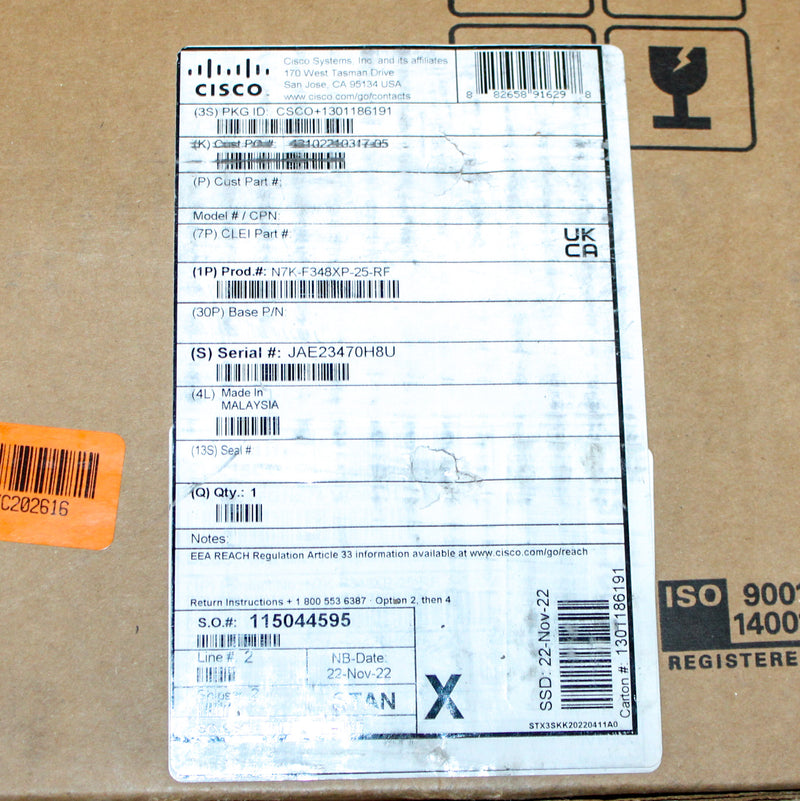 CISCO
Cisco Systems, Inc. and its affiliates
170 West Tasman Drive
San Jose, CA 95134 USA
www.cisco.com/go/contacts
8 82658 91629 8
(3S) PKG ID: CSCO+1301186191
(K) Cust PO #:
(P) Cust Part #:
Model # / CPN:
(7P) CLEI Part #:
UK
CA
(1P) Prod.#: N7K-F348XP-25-RF
(30P) Base P/N:
(S) Serial #: JAE23470H8U
(4L) Made In
MALAYSIA
(13S) Seal #
(Q) Qty.: 1
Notes:
EEA REACH Regulation Article 33 information available at www.cisco.com/go/reach
Return Instructions + 1 800 553 6387 - Option 2, then 4
S.O.#: 115044595
Line #: 2
NB-Date:
22-Nov-22
X
SSD: 22-Nov-22
Carton #: 1301186191
STX3SKK20220411A0
C202616
ISO 9001
1400
REGISTERE